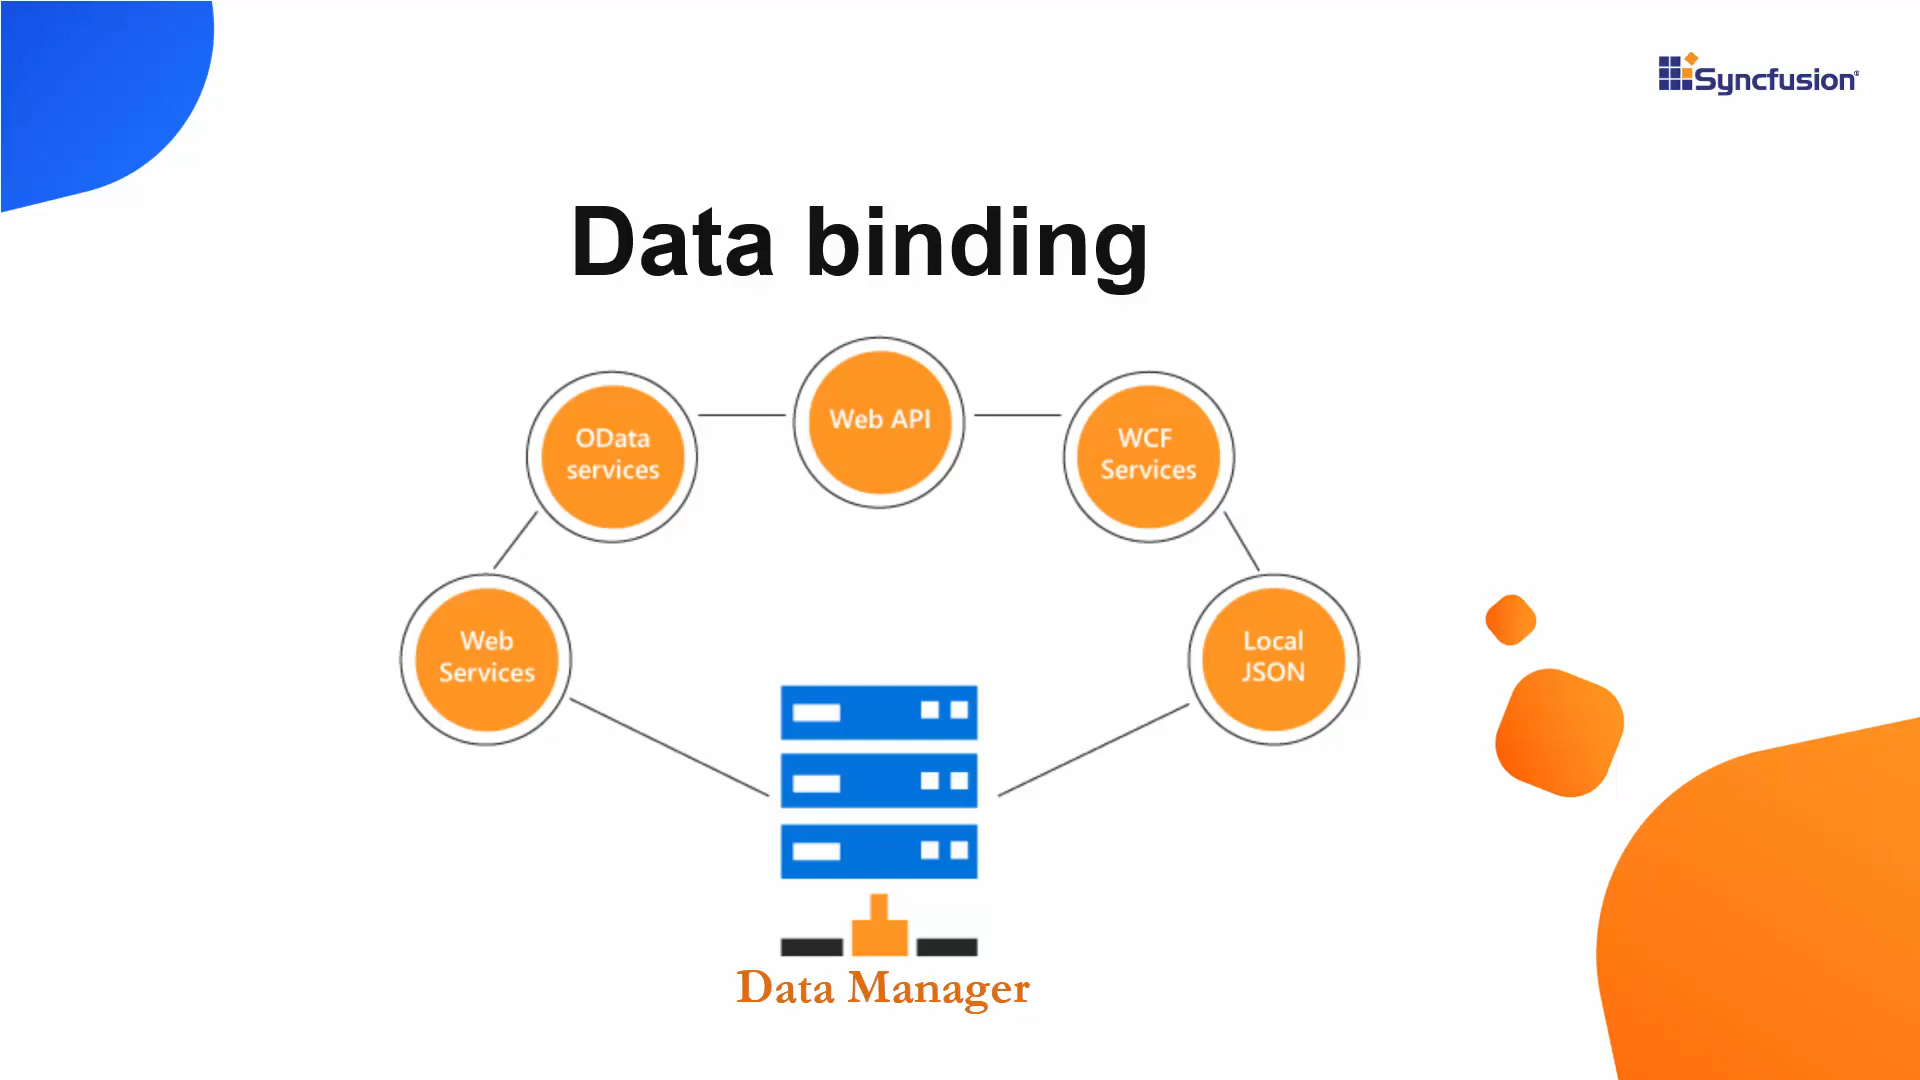 Syncfusion
Data binding
Web API
OData
services
WCF
Services
Web
Services
Local
JSON
Data Manager